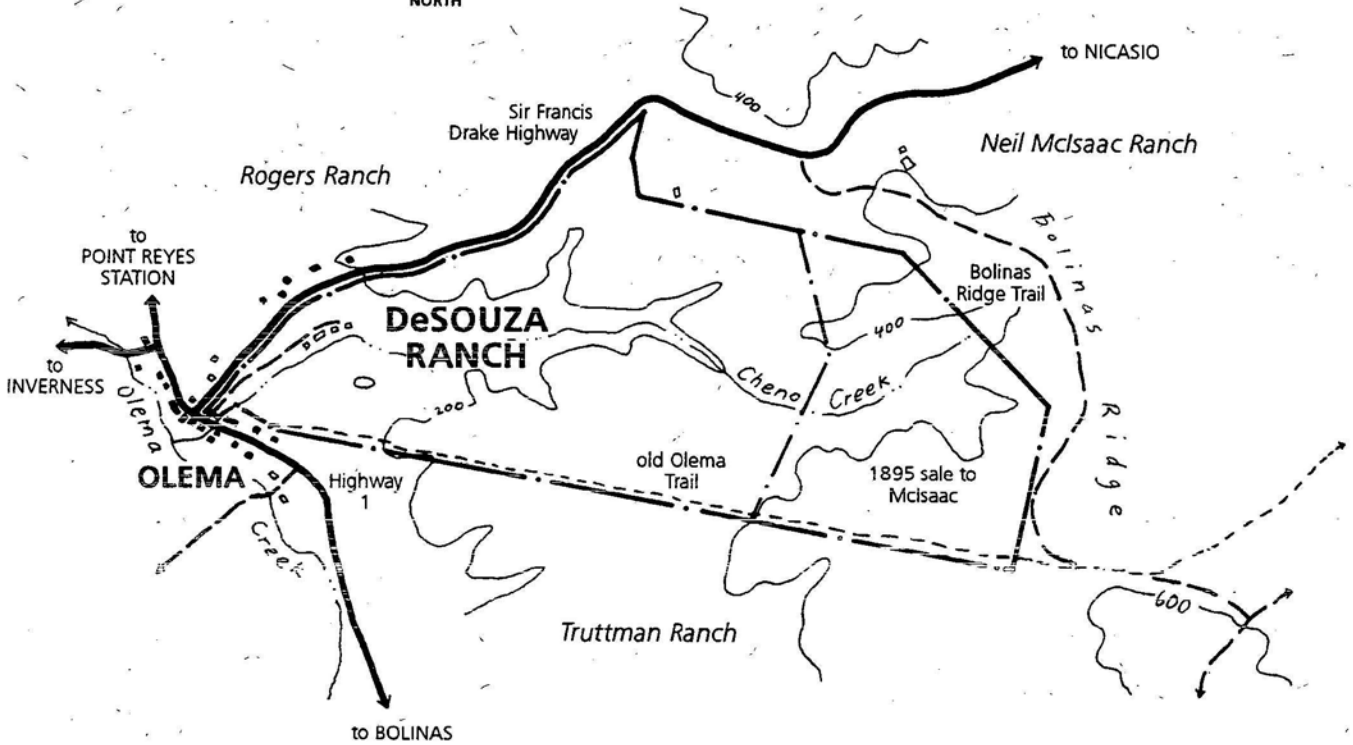 NORTH
to NICASIO
400
Sir Francis
Drake Highway
Neil McIsaac Ranch
Rogers Ranch
to
POINT REYES
STATION
Bolinas
Ridge
Bolinas
Ridge Trail
DeSOUZA
RANCH
400
to
INVERNESS
Cheno Creek
200
Olema
Creek
OLEMA
Highway
1
old Olema
Trail
1895 sale to
McIsaac
600
Truttman Ranch
to BOLINAS